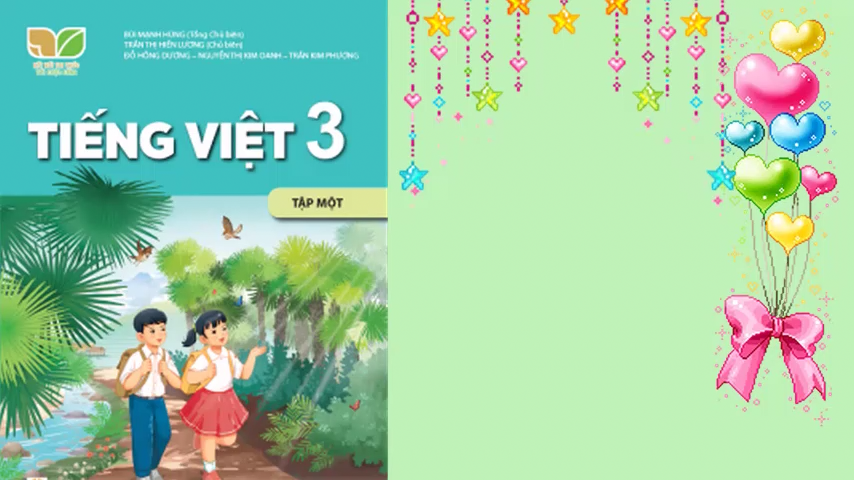 BÙI MẠNH HÙNG (Tổng Chủ biên)
TRẦN THỊ HIỀN LƯƠNG (Chủ biên)
ĐỖ HỒNG DƯƠNG – NGUYỄN THỊ KIM OANH – TRẦN KIM PHƯỢNG
TIẾNG VIỆT 3
TẬP MỘT